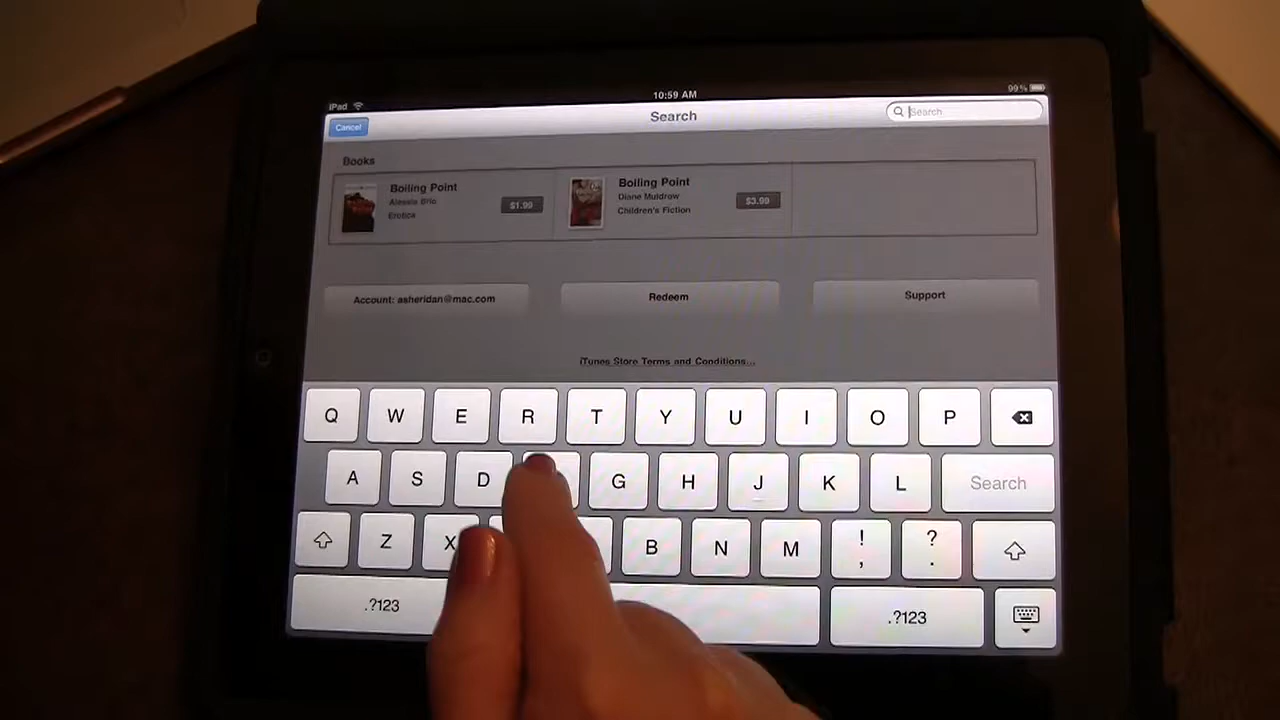 iPad 10:59 AM 99%
Cancel Search Search
Books
Boiling Point
Alessia Brio
Erotica
$1.99
Boiling Point
Diane Muldrow
Children's Fiction
$3.99
Account: asheridan@mac.com Redeem Support
iTunes Store Terms and Conditions...
Q W E R T Y U I O P
A S D G H J K L Search
Z X B N M ! , ? .
.?123 .?123